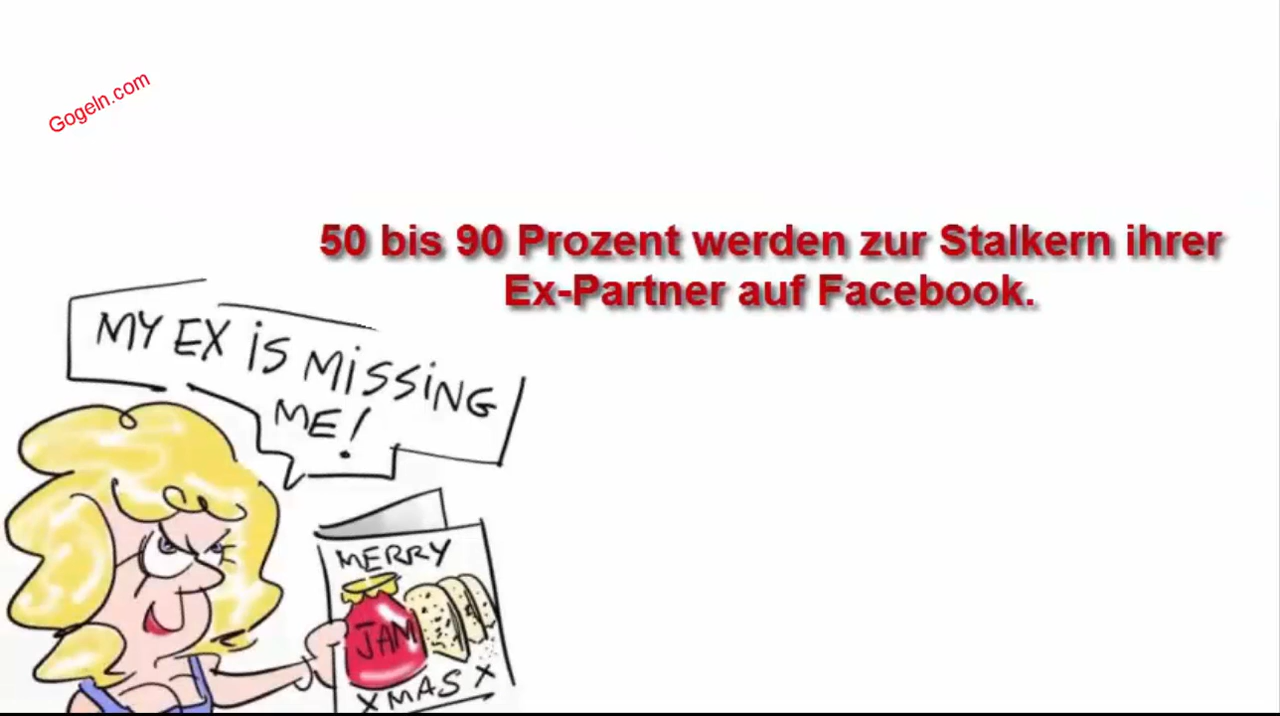 Gogeln.com
50 bis 90 Prozent werden zur Stalkern ihrer
Ex-Partner auf Facebook.
MY EX iS MiSSiNG
ME!
MERRY
JAM
XMAS X